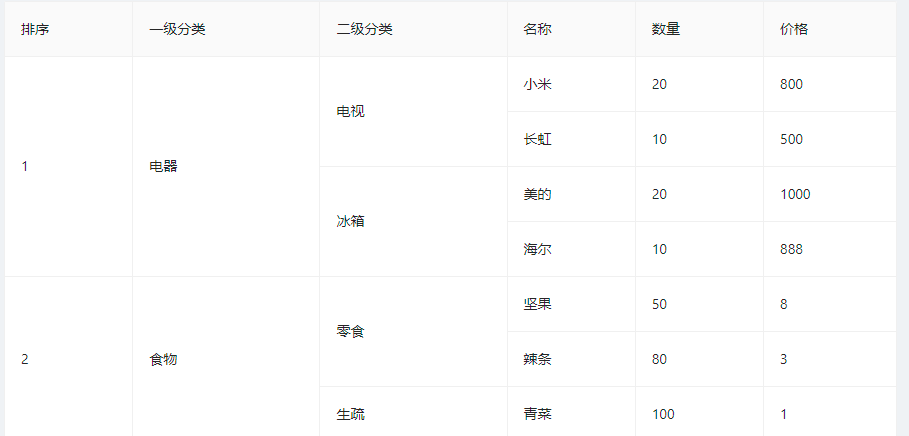 排序 一级分类 二级分类 名称 数量 价格
电视 小米 20 800
长虹 10 500
1 电器
冰箱 美的 20 1000
海尔 10 888
零食 坚果 50 8
2 食物 辣条 80 3
生疏 青菜 100 1